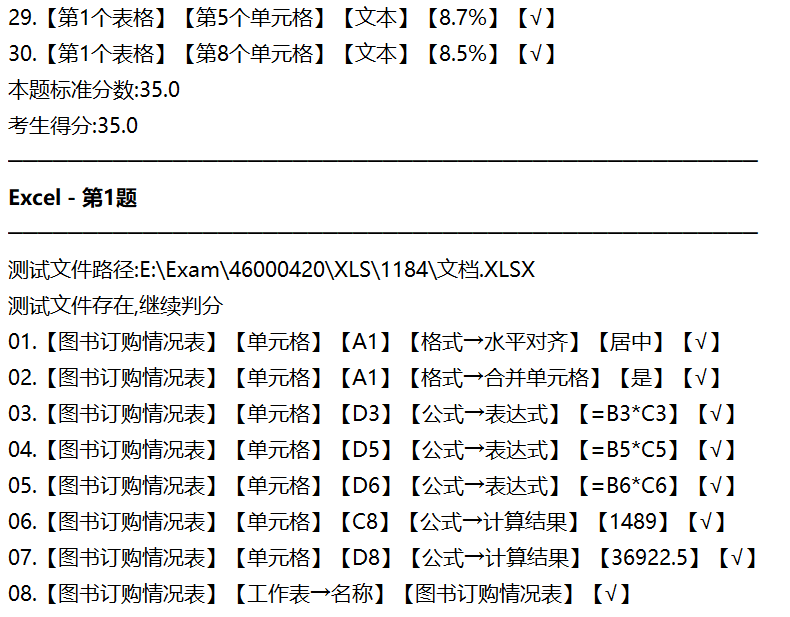 29.【第1个表格】【第5个单元格】【文本】【8.7%】【√】
30.【第1个表格】【第8个单元格】【文本】【8.5%】【√】
本题标准分数:35.0
考生得分:35.0
Excel - 第1题
测试文件路径:E:\Exam\46000420\XLS\1184\文档.XLSX
测试文件存在,继续判分
01.【图书订购情况表】【单元格】【A1】【格式→水平对齐】【居中】【√】
02.【图书订购情况表】【单元格】【A1】【格式→合并单元格】【是】【√】
03.【图书订购情况表】【单元格】【D3】【公式→表达式】【=B3*C3】【√】
04.【图书订购情况表】【单元格】【D5】【公式→表达式】【=B5*C5】【√】
05.【图书订购情况表】【单元格】【D6】【公式→表达式】【=B6*C6】【√】
06.【图书订购情况表】【单元格】【C8】【公式→计算结果】【1489】【√】
07.【图书订购情况表】【单元格】【D8】【公式→计算结果】【36922.5】【√】
08.【图书订购情况表】【工作表→名称】【图书订购情况表】【√】